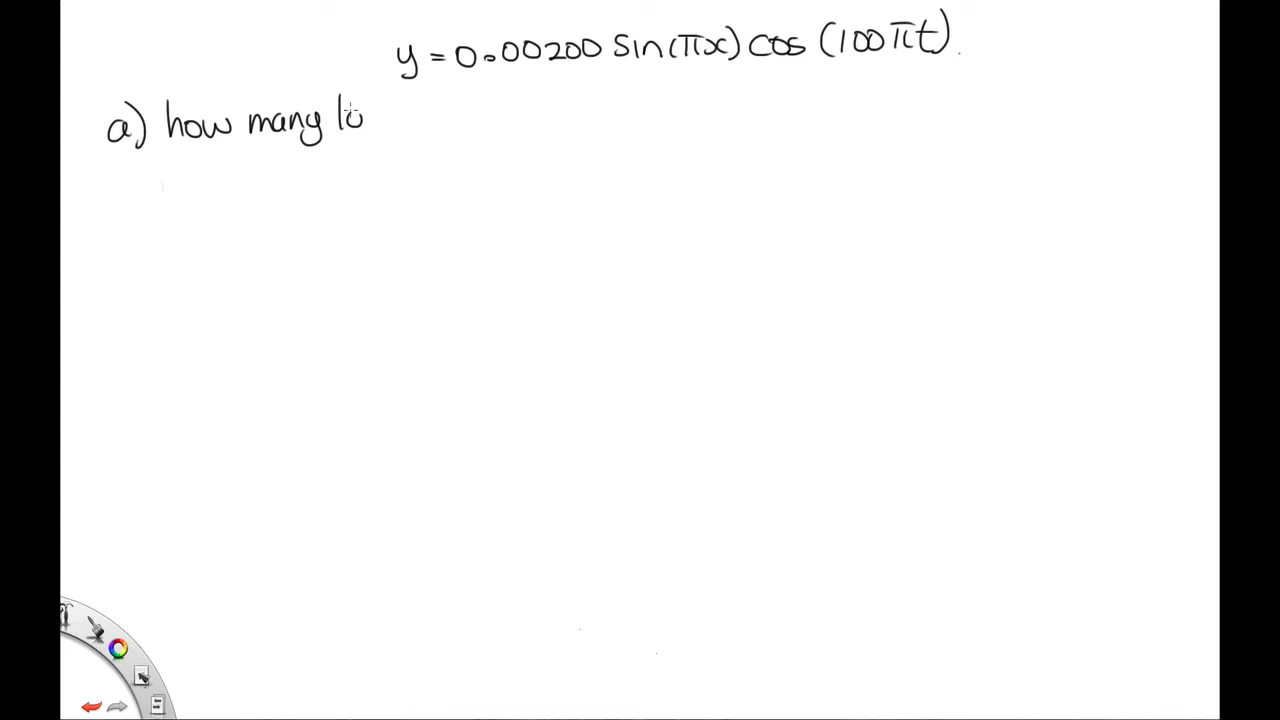 y = 0.00200 sin(πx) cos (100πt).
a) how many lo